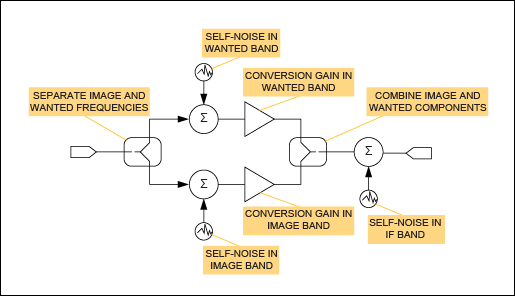 SELF-NOISE IN
WANTED BAND
CONVERSION GAIN IN
WANTED BAND
SEPARATE IMAGE AND
WANTED FREQUENCIES
COMBINE IMAGE AND
WANTED COMPONENTS
Σ
Σ
Σ
CONVERSION GAIN IN
IMAGE BAND
SELF-NOISE IN
IF BAND
SELF-NOISE IN
IMAGE BAND